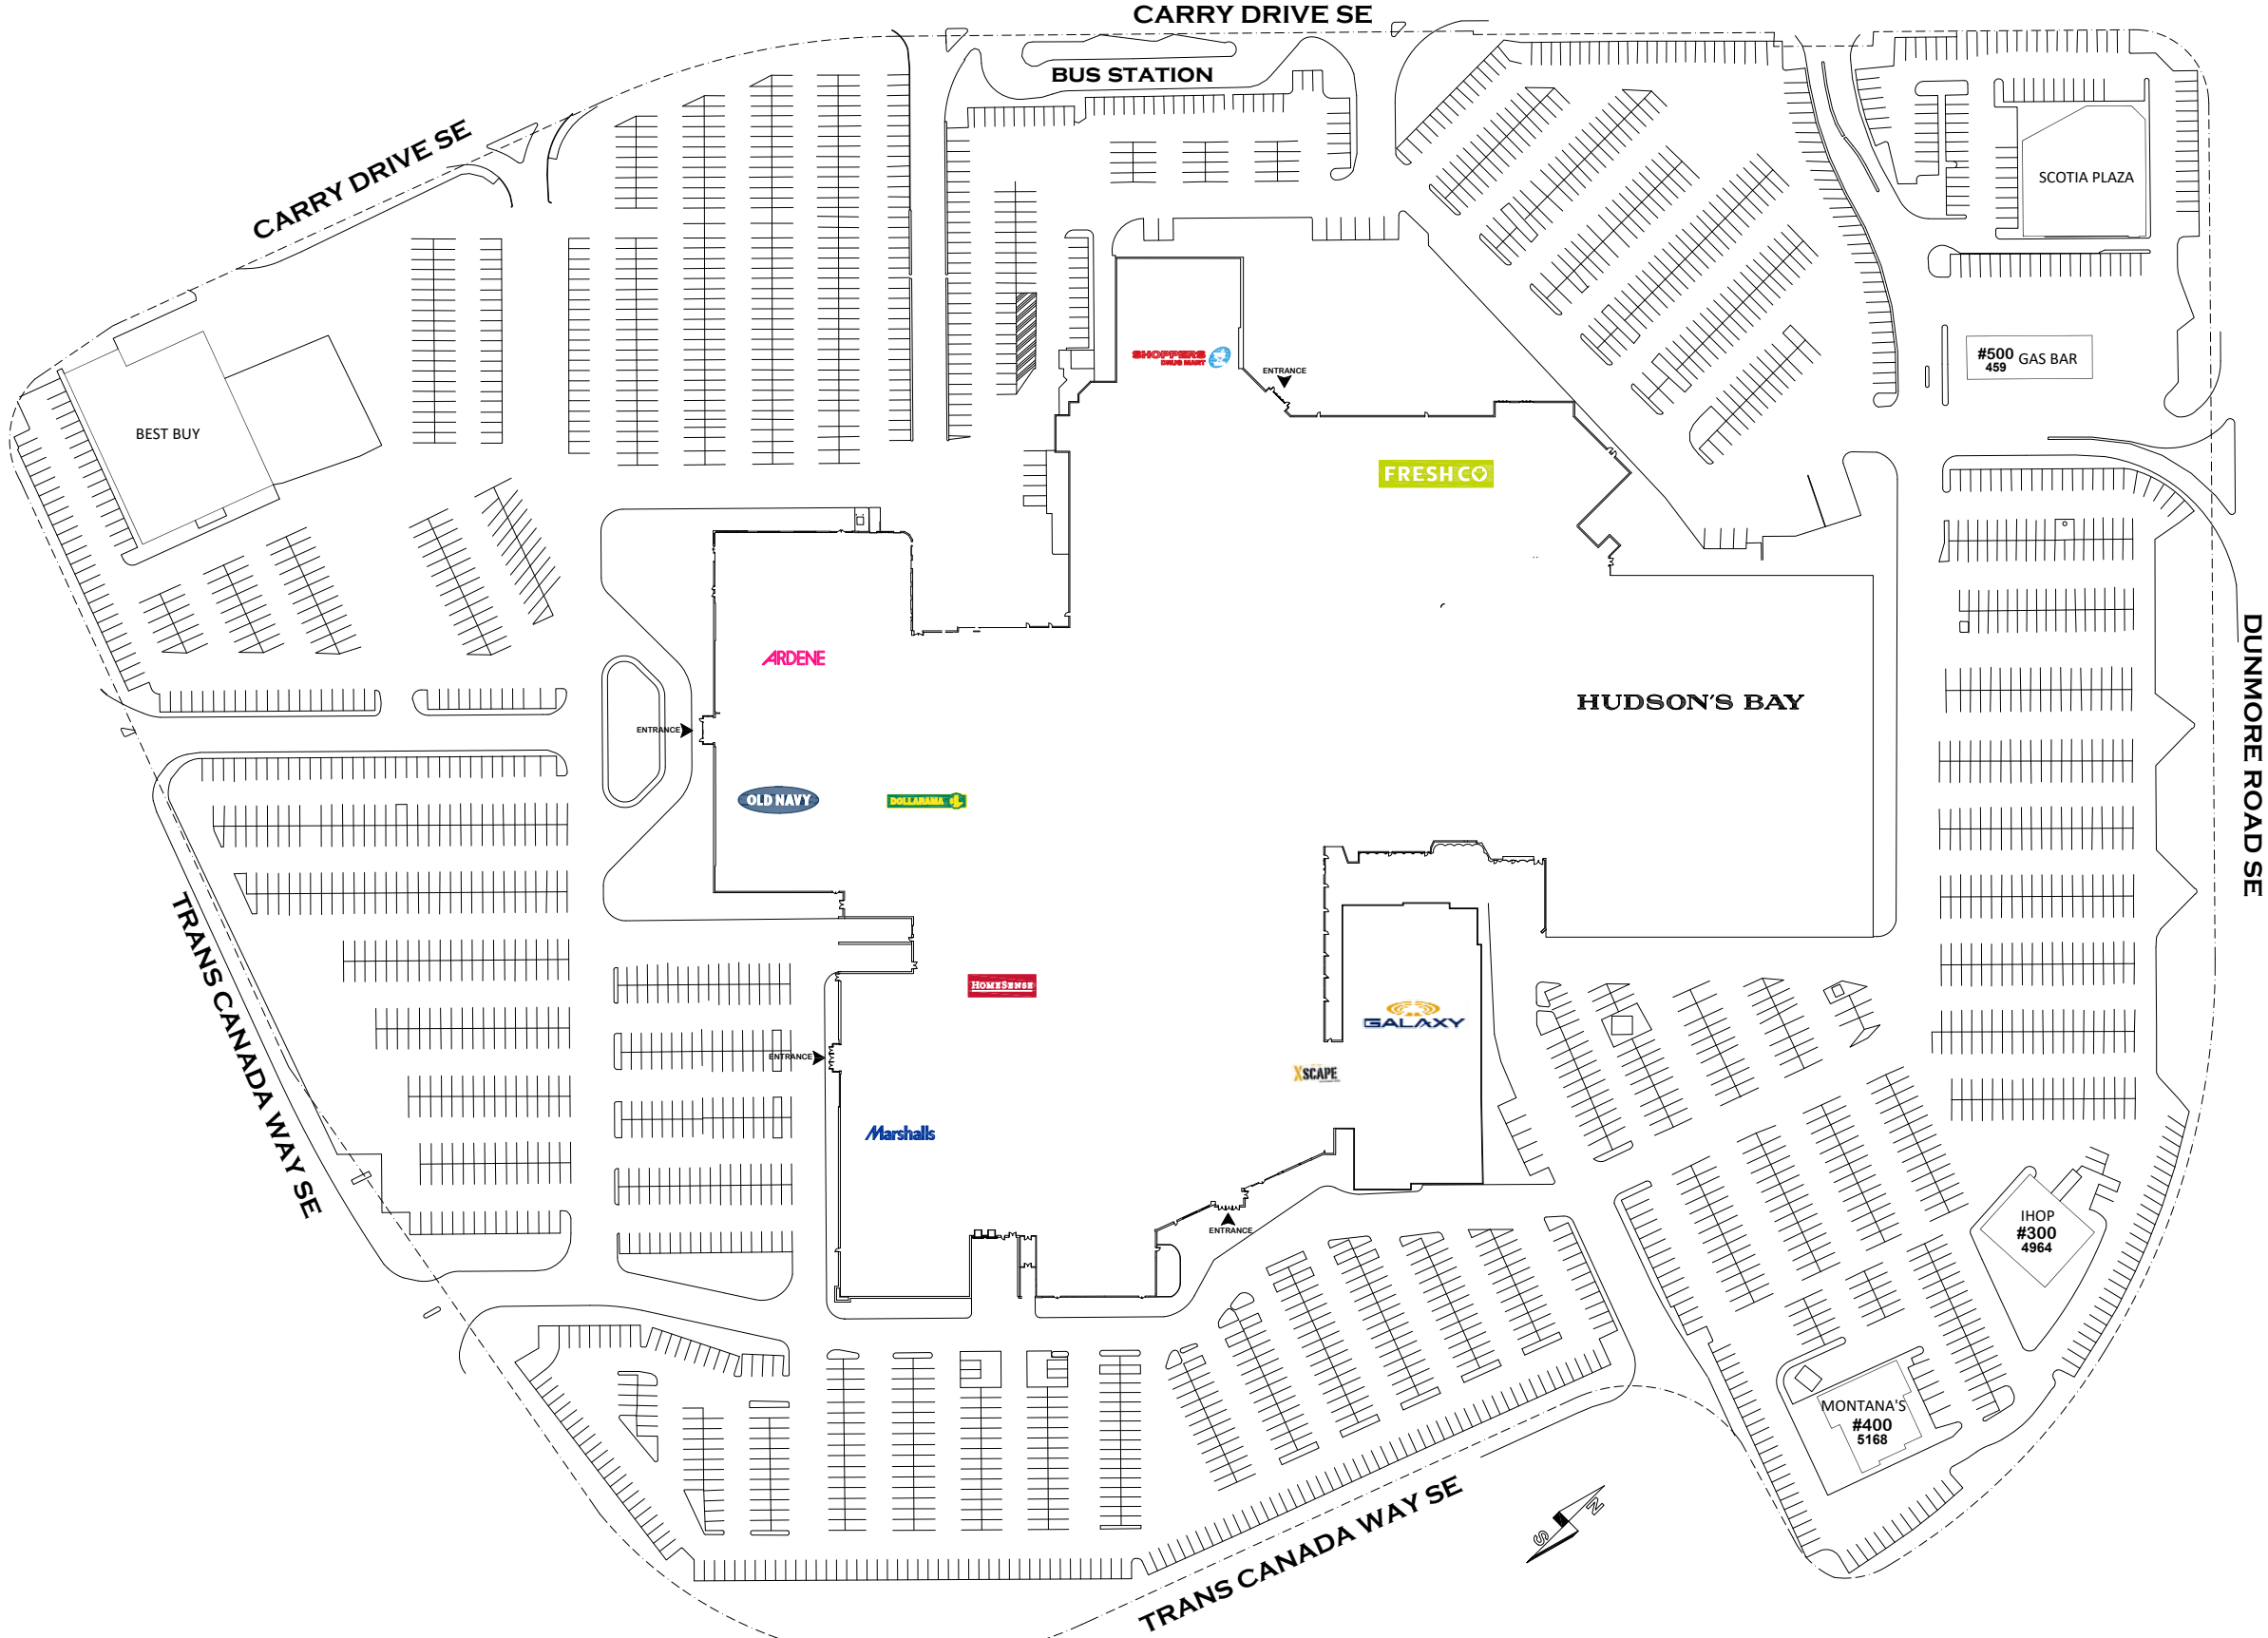 CARRY DRIVE SE
BUS STATION
CARRY DRIVE SE
SCOTIA PLAZA
SHOPPERS
DRUG MART
ENTRANCE
#500
459
GAS BAR
BEST BUY
FRESHCO
ARDENE
HUDSON'S BAY
DUNMORE ROAD SE
ENTRANCE
OLD NAVY
DOLLARAMA
TRANS CANADA WAY SE
HOMESENSE
GALAXY
ENTRANCE
XSCAPE
Marshalls
ENTRANCE
IHOP
#300
4964
MONTANA'S
#400
5168
TRANS CANADA WAY SE
S
N